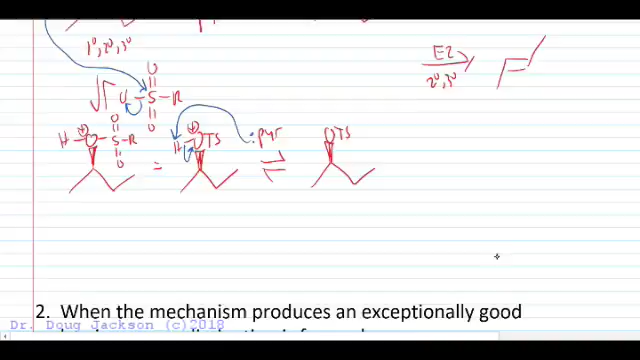 1°, 2°, 3°
E2
2°, 3°
O
S—R
O
O
H—O—S—R
O
H OTS
:pyr
OTS
=
2. When the mechanism produces an exceptionally good
Dr. Doug Jackson (c)2018